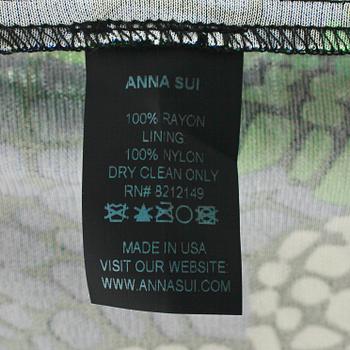 ANNA SUI
100% RAYON
LINING
100% NYLON
DRY CLEAN ONLY
RN# 8212149
MADE IN USA
VISIT OUR WEBSITE:
WWW.ANNASUI.COM